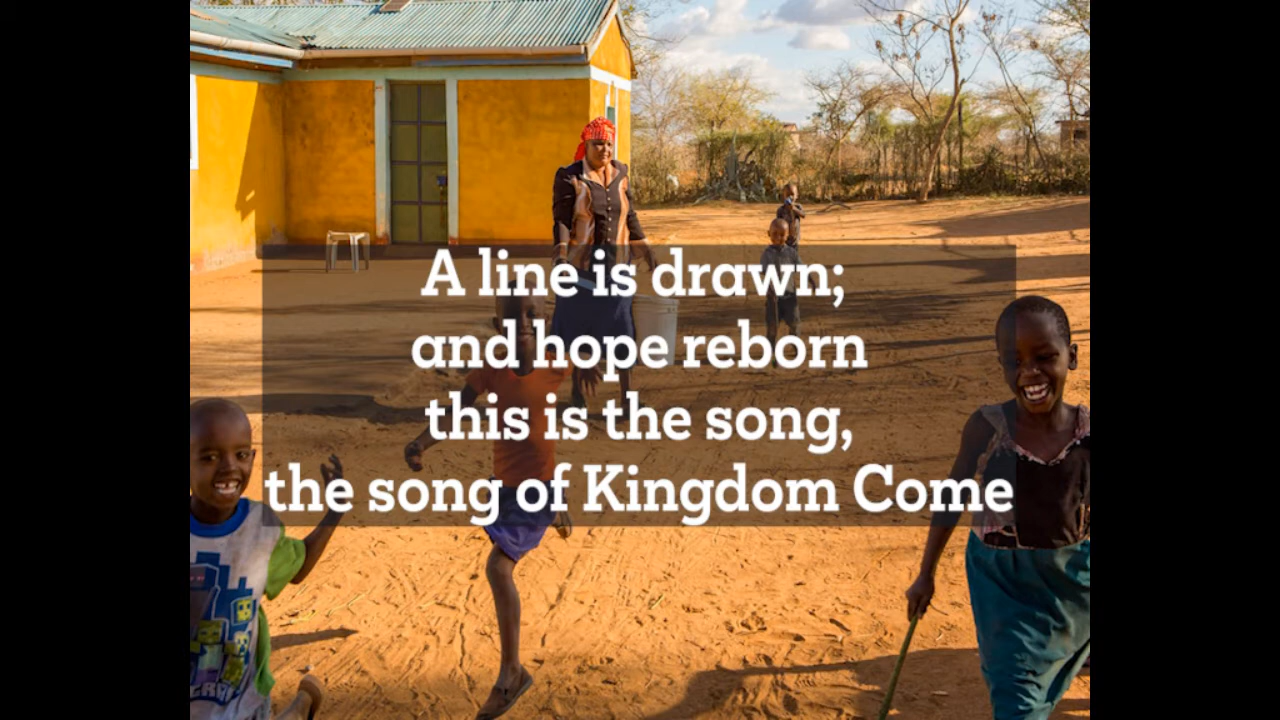 A line is drawn;
and hope reborn
this is the song,
the song of Kingdom Come